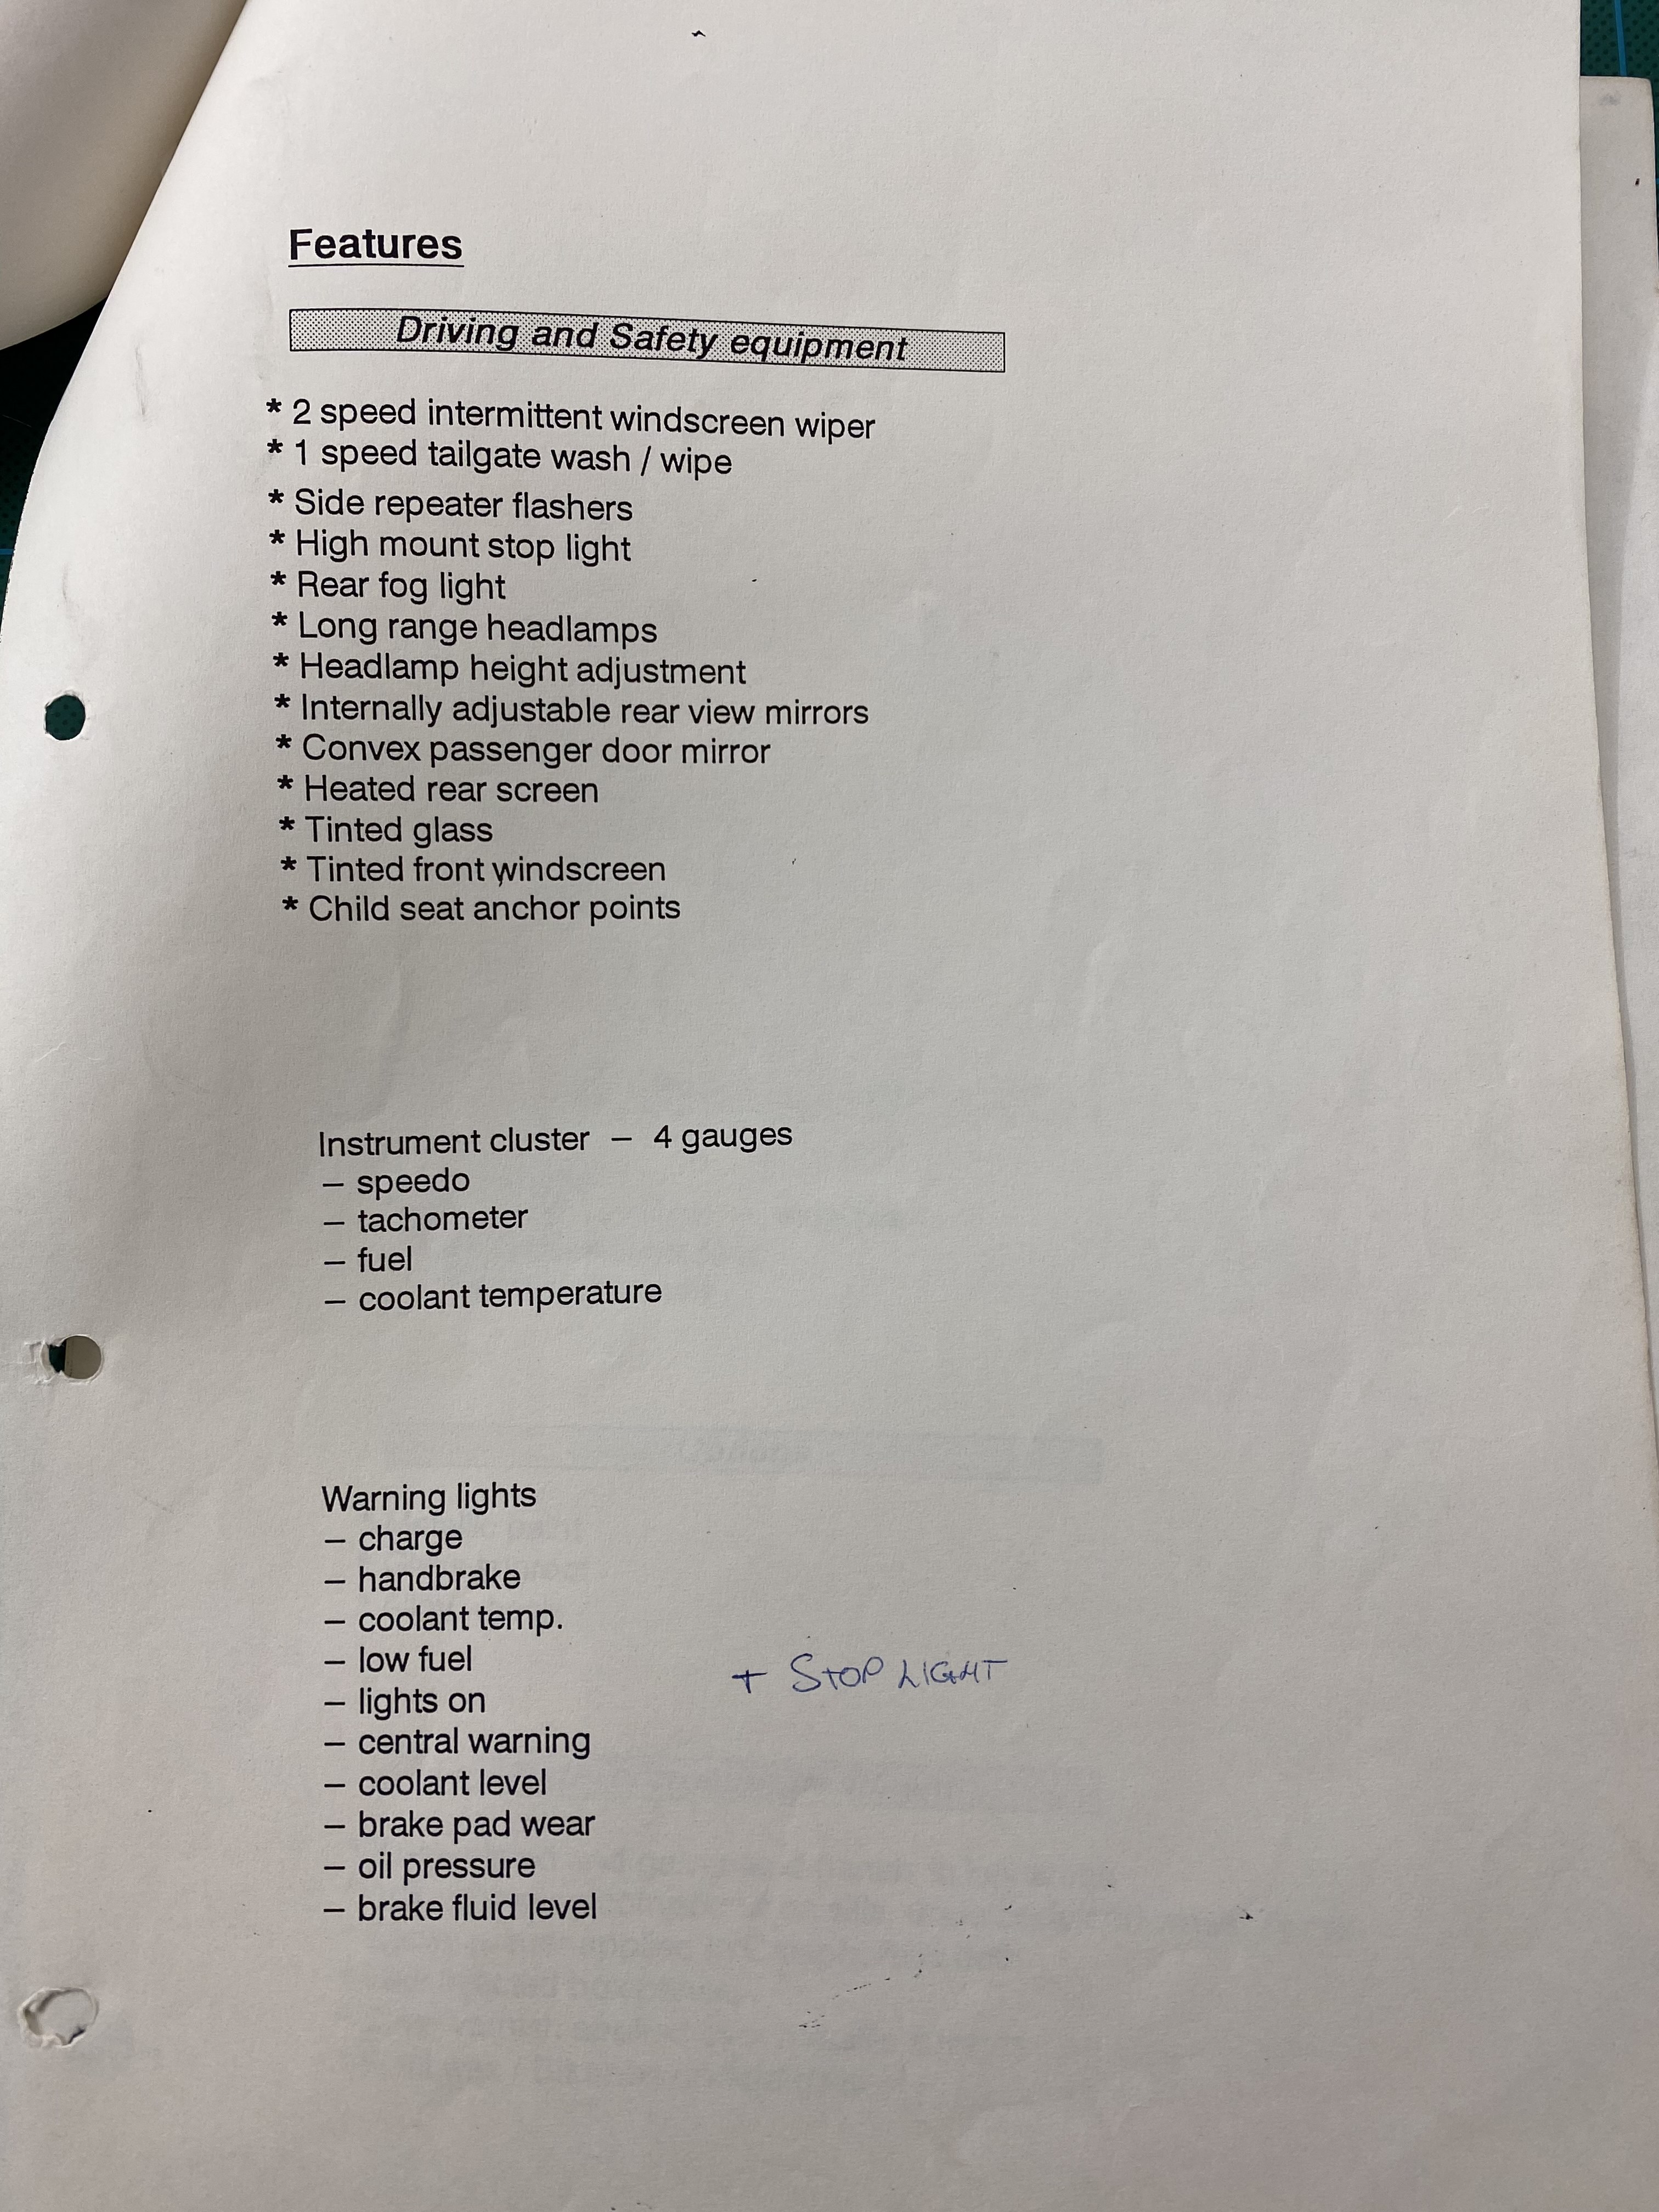 Features
Driving and Safety equipment
* 2 speed intermittent windscreen wiper
* 1 speed tailgate wash / wipe
* Side repeater flashers
* High mount stop light
* Rear fog light
* Long range headlamps
* Headlamp height adjustment
* Internally adjustable rear view mirrors
* Convex passenger door mirror
* Heated rear screen
* Tinted glass
* Tinted front windscreen
* Child seat anchor points
Instrument cluster – 4 gauges
– speedo
– tachometer
– fuel
– coolant temperature
Warning lights
– charge
– handbrake
– coolant temp.
– low fuel
+ STOP LIGHT
– lights on
– central warning
– coolant level
– brake pad wear
– oil pressure
– brake fluid level